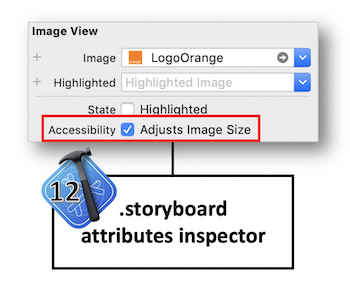 Image View
+ Image LogoOrange
+ Highlighted Highlighted Image
State Highlighted
Accessibility Adjusts Image Size
12
.storyboard
attributes inspector